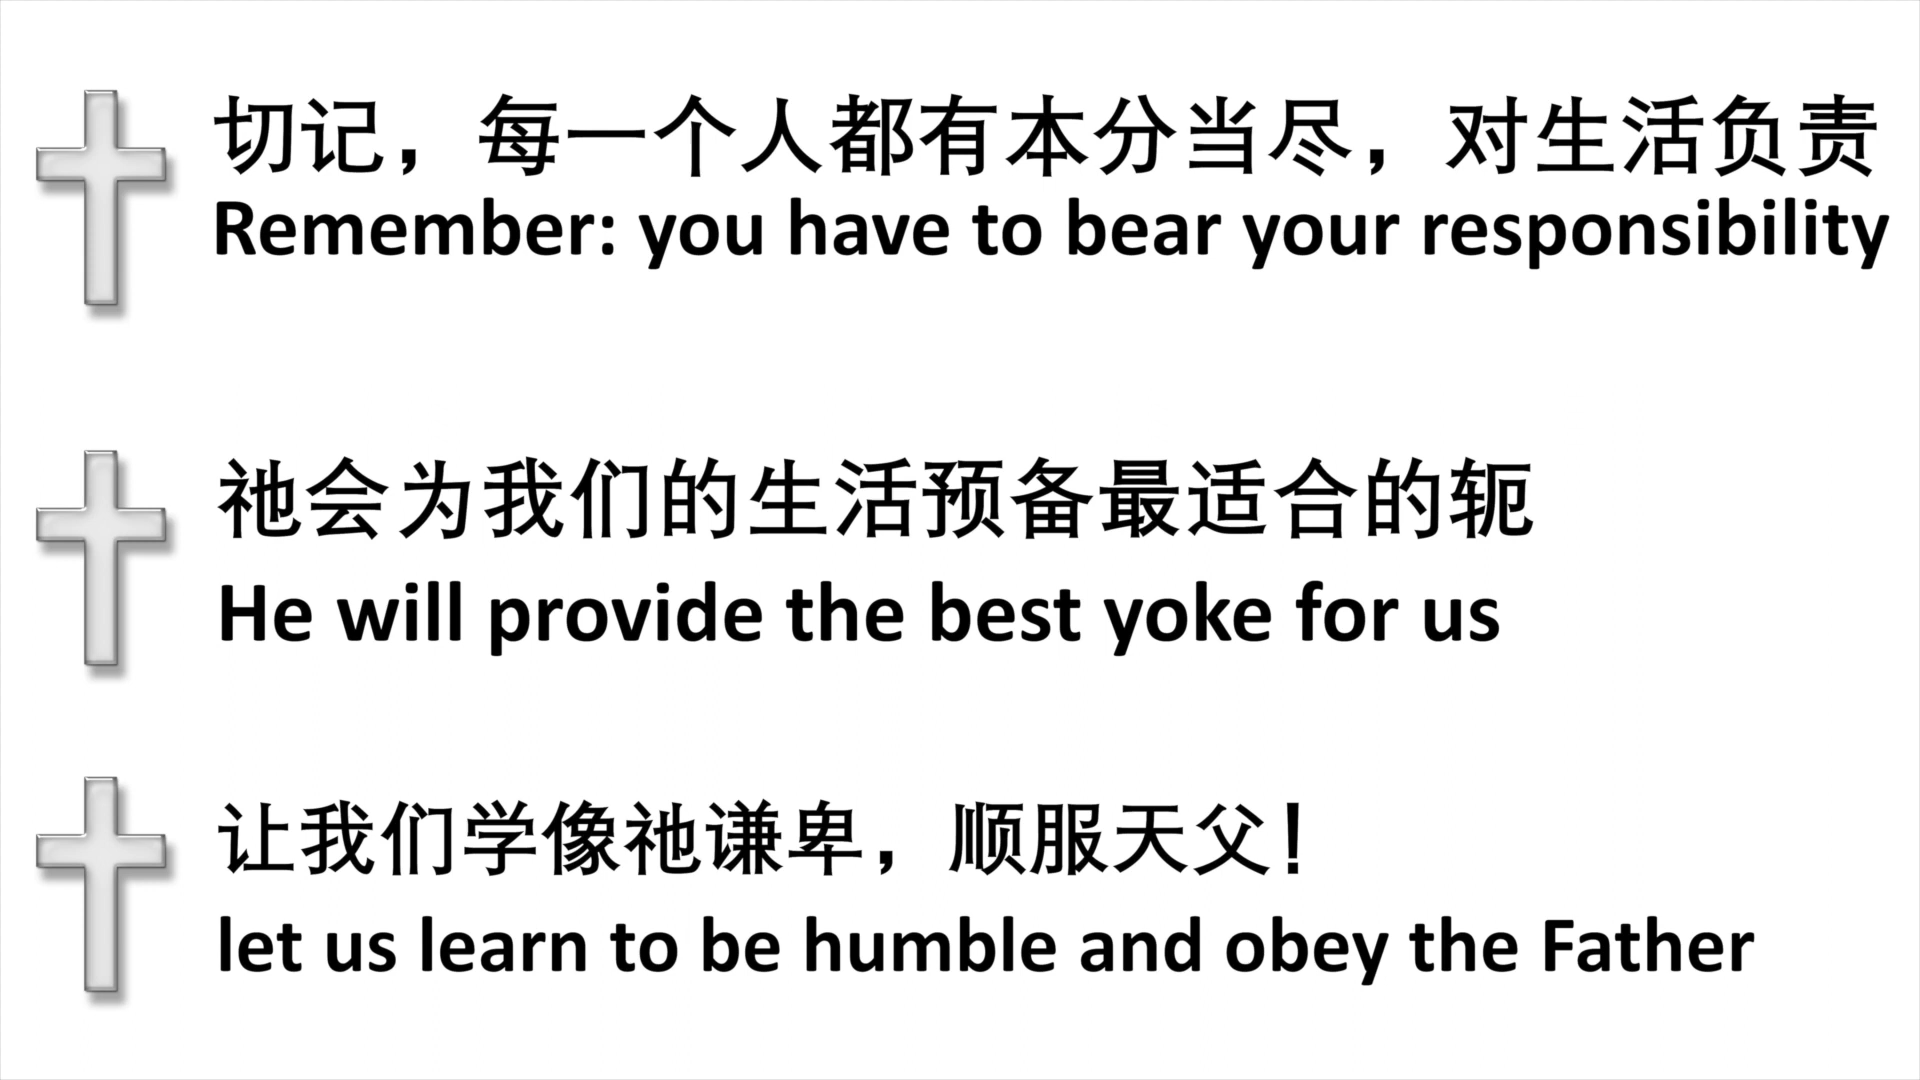 切记，每一个人都有本分当尽，对生活负责
Remember: you have to bear your responsibility
祂会为我们的生活预备最适合的轭
He will provide the best yoke for us
让我们学像祂谦卑，顺服天父！
let us learn to be humble and obey the Father